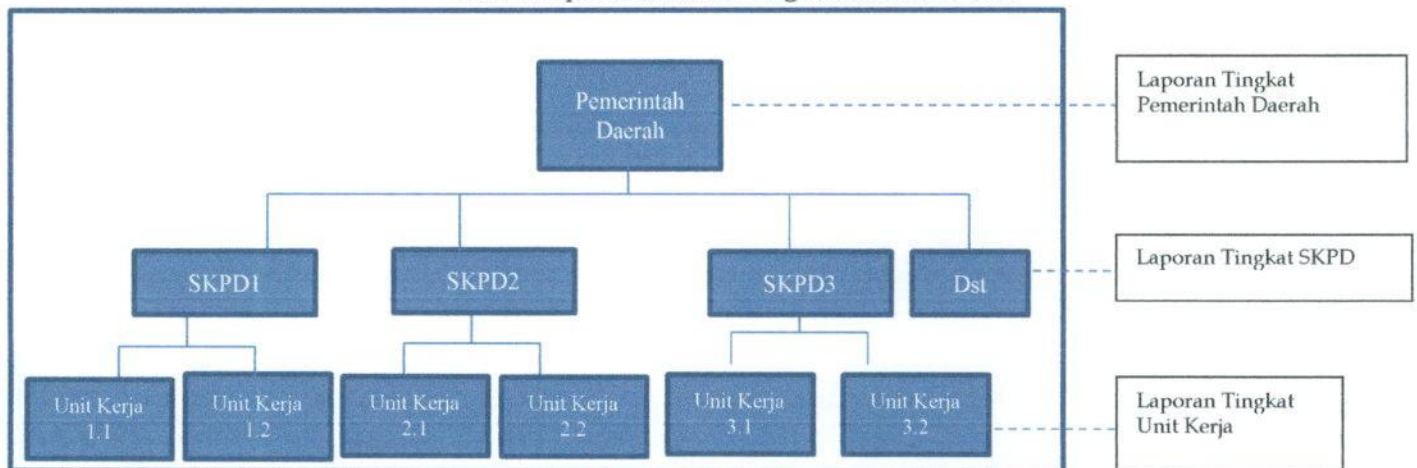 Pemerintah
Daerah
Laporan Tingkat
Pemerintah Daerah
SKPD1
SKPD2
SKPD3
Dst
Laporan Tingkat SKPD
Unit Kerja
1.1
Unit Kerja
1.2
Unit Kerja
2.1
Unit Kerja
2.2
Unit Kerja
3.1
Unit Kerja
3.2
Laporan Tingkat
Unit Kerja